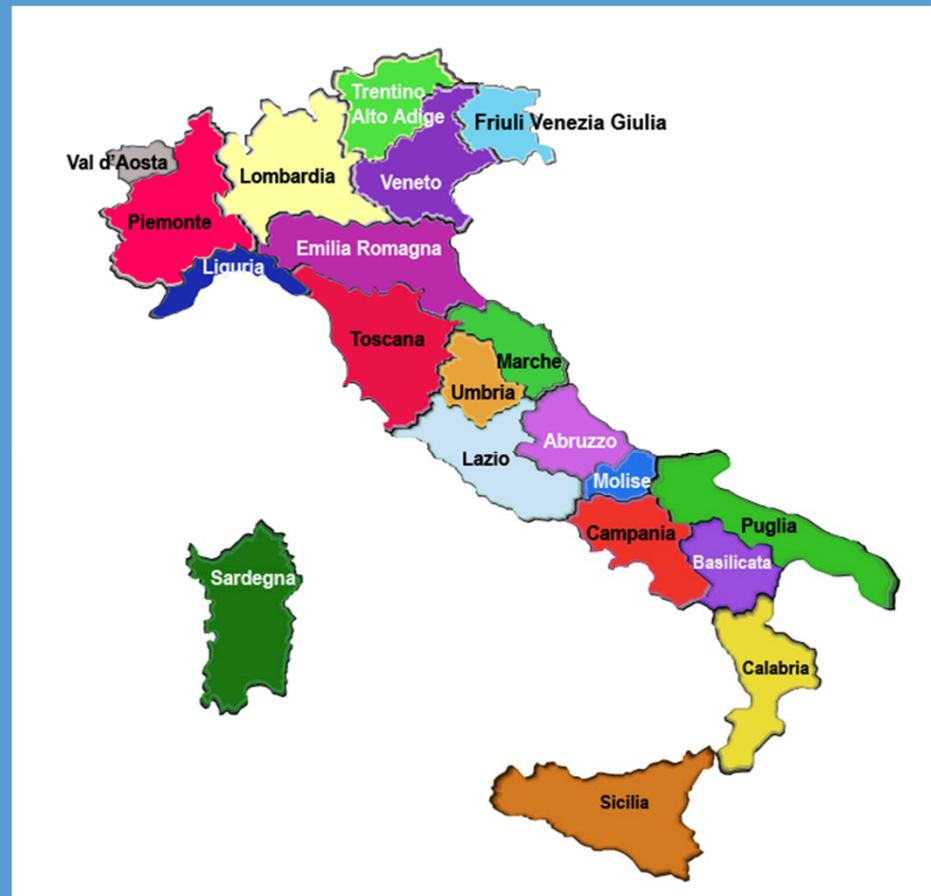 Trentino
Alto Adige
Friuli Venezia Giulia
Val d'Aosta
Lombardia
Veneto
Piemonte
Emilia Romagna
Liguria
Toscana
Marche
Umbria
Abruzzo
Lazio
Molise
Puglia
Campania
Basilicata
Sardegna
Calabria
Sicilia